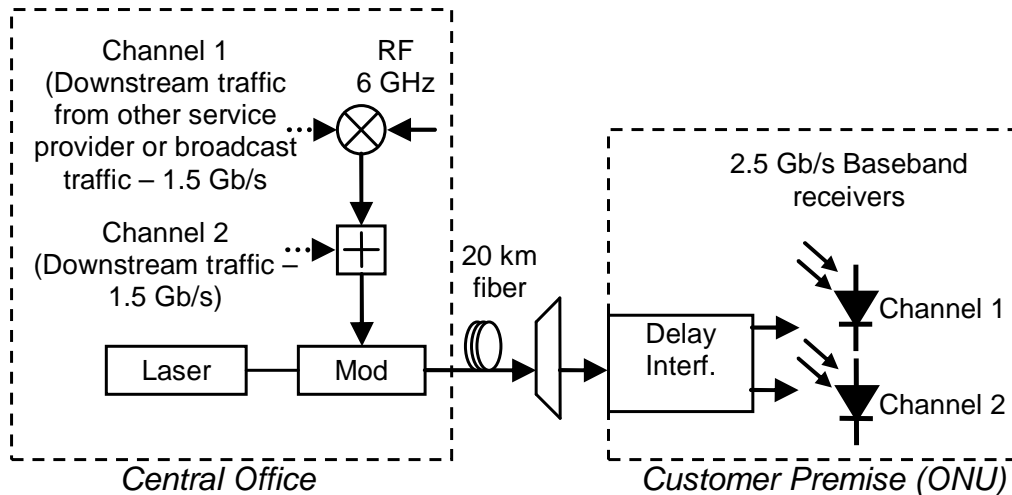 Channel 1
(Downstream traffic
from other service
provider or broadcast
traffic – 1.5 Gb/s
RF
6 GHz
Channel 2
(Downstream traffic –
1.5 Gb/s)
Laser
Mod
20 km
fiber
Central Office
2.5 Gb/s Baseband
receivers
Delay
Interf.
Channel 1
Channel 2
Customer Premise (ONU)